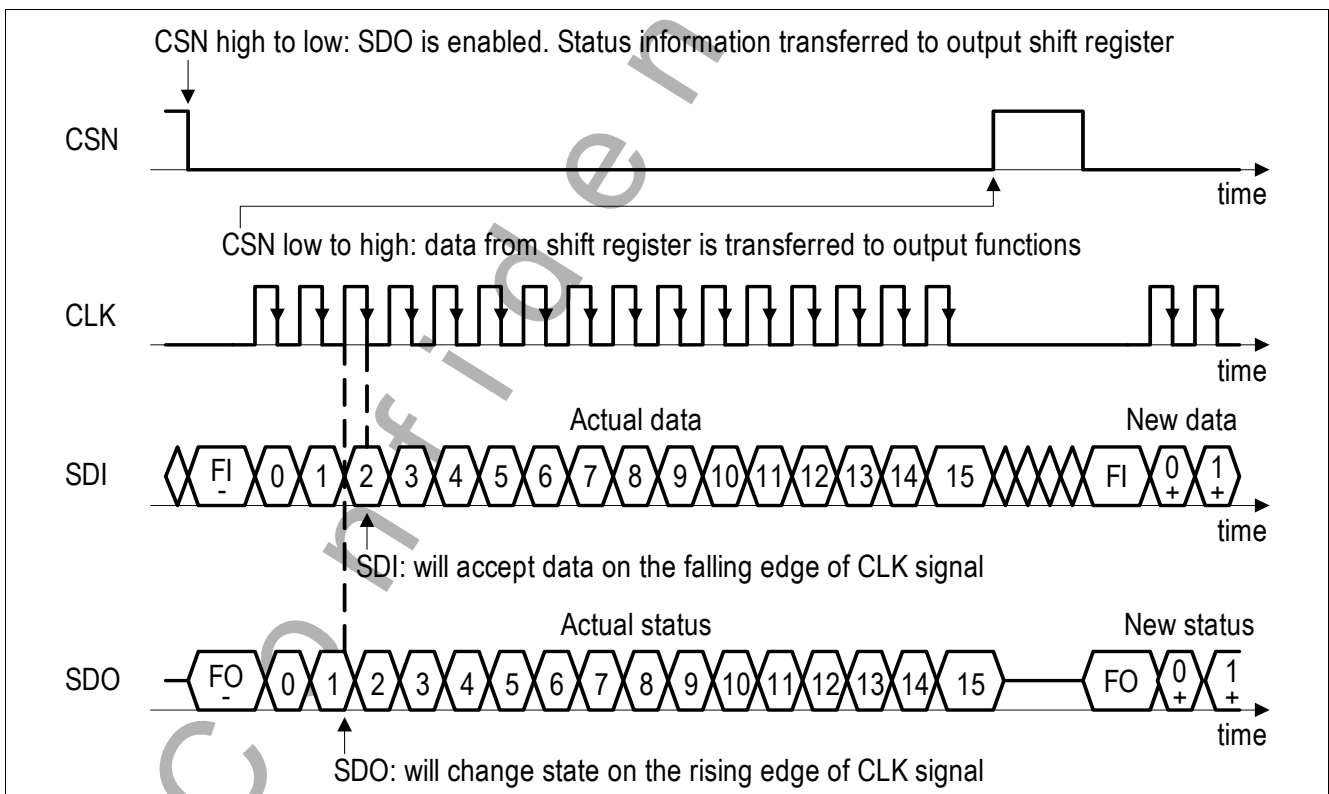 CSN high to low: SDO is enabled. Status information transferred to output shift register
CSN
time
CSN low to high: data from shift register is transferred to output functions
CLK
time
Actual data
New data
SDI
FI
-
0 1 2 3 4 5 6 7 8 9 10 11 12 13 14 15
FI
0
+
1
+
time
SDI: will accept data on the falling edge of CLK signal
Actual status
New status
SDO
FO
-
0 1 2 3 4 5 6 7 8 9 10 11 12 13 14 15
FO
0
+
1
+
time
SDO: will change state on the rising edge of CLK signal
C o n f i d e n